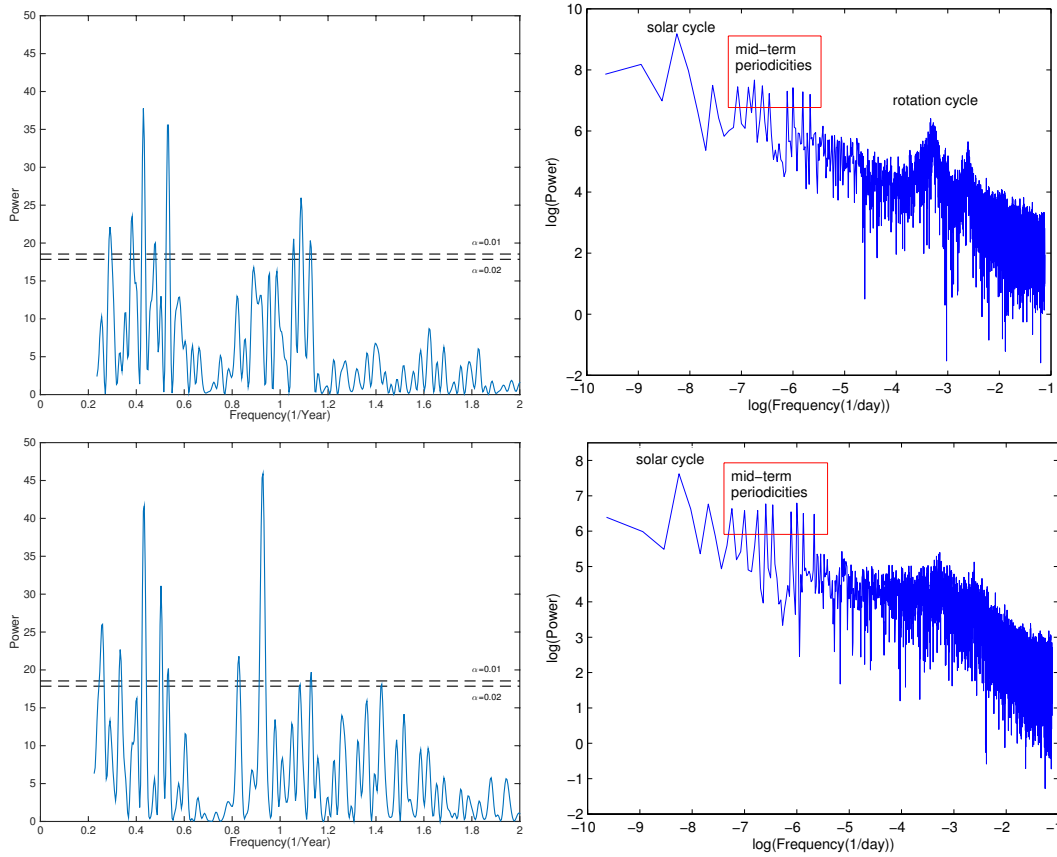 50
45
40
35
30
25
20
15
10
5
0
Power
α=0.01
α=0.02
0 0.2 0.4 0.6 0.8 1 1.2 1.4 1.6 1.8 2
Frequency(1/Year)
10
8
6
4
2
0
−2
log(Power)
solar cycle
mid−term
periodicities
rotation cycle
−10 −9 −8 −7 −6 −5 −4 −3 −2 −1
log(Frequency(1/day))
50
45
40
35
30
25
20
15
10
5
0
Power
α=0.01
α=0.02
0 0.2 0.4 0.6 0.8 1 1.2 1.4 1.6 1.8 2
Frequency(1/Year)
8
7
6
5
4
3
2
1
0
−1
−2
log(Power)
solar cycle
mid−term
periodicities
−10 −9 −8 −7 −6 −5 −4 −3 −2 −1
log(Frequency(1/day))